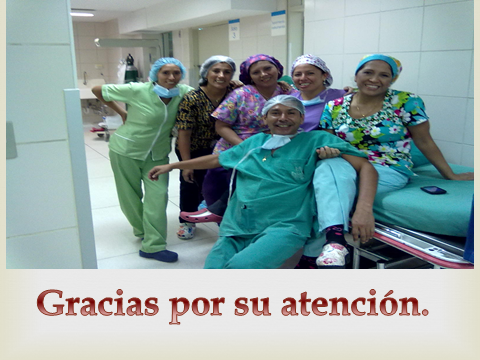 Gracias por su atención.